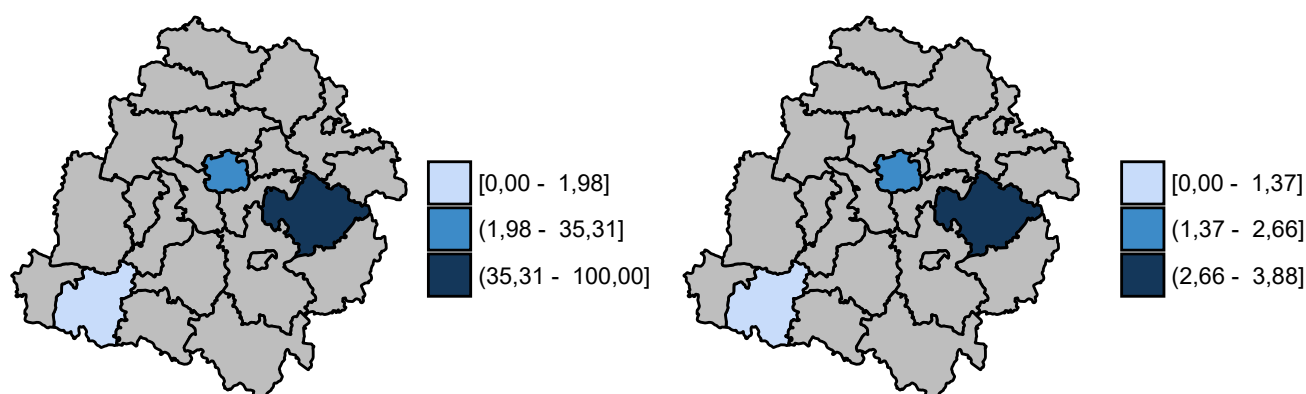 [0,00 - 1,98]
(1,98 - 35,31]
(35,31 - 100,00]
[0,00 - 1,37]
(1,37 - 2,66]
(2,66 - 3,88]